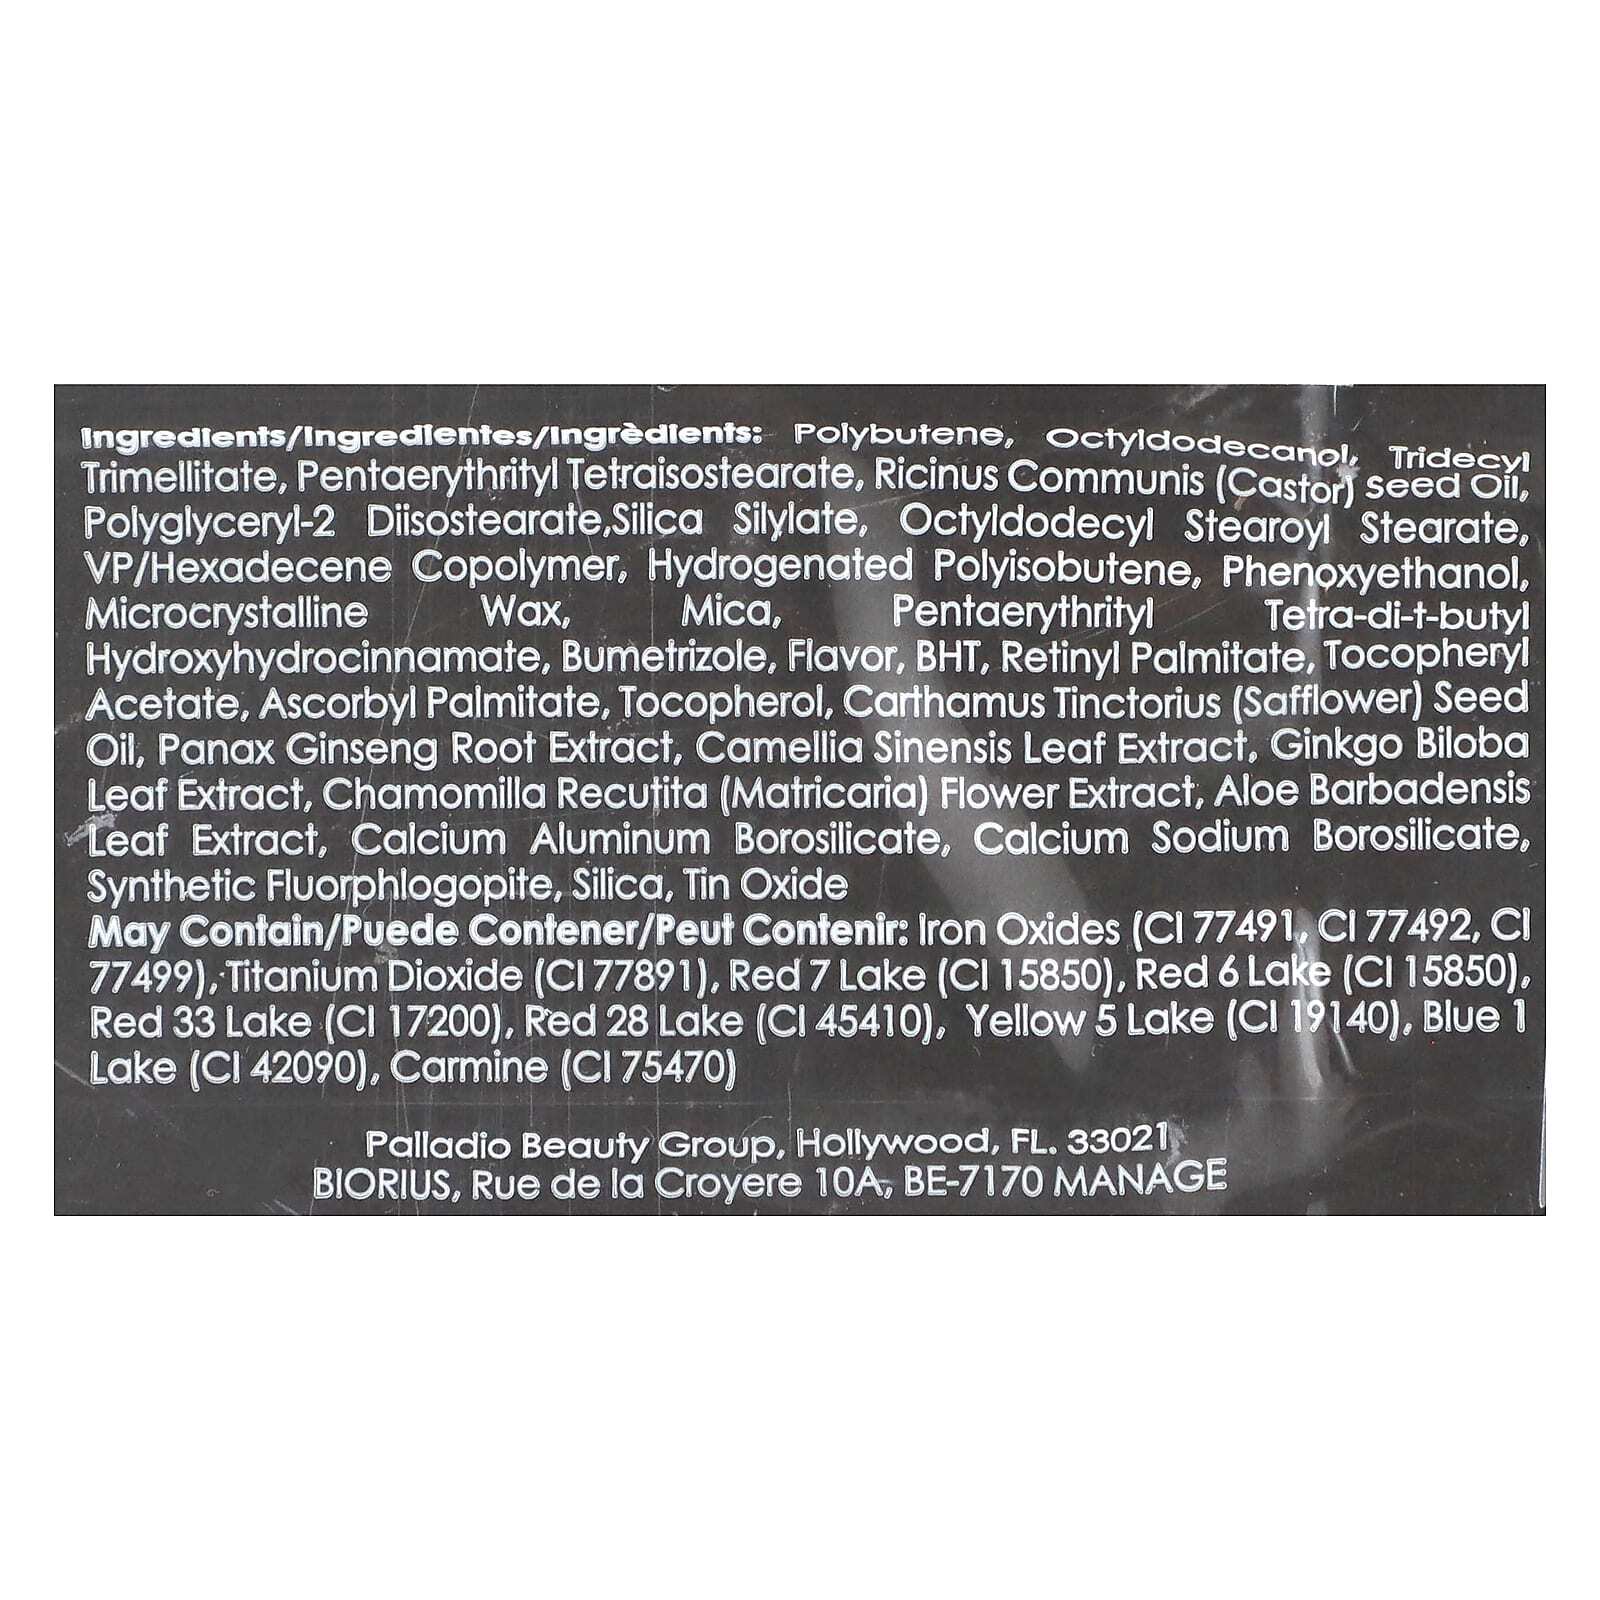 Ingredients/Ingredientes/Ingrèdients: Polybutene, Octyldodecanol, Tridecyl
Trimellitate, Pentaerythrityl Tetraisostearate, Ricinus Communis (Castor) Seed Oil,
Polyglyceryl-2 Diisostearate,Silica Silylate, Octyldodecyl Stearoyl Stearate,
VP/Hexadecene Copolymer, Hydrogenated Polyisobutene, Phenoxyethanol,
Microcrystalline Wax, Mica, Pentaerythrityl Tetra-di-t-butyl
Hydroxyhydrocinnamate, Bumetrizole, Flavor, BHT, Retinyl Palmitate, Tocopheryl
Acetate, Ascorbyl Palmitate, Tocopherol, Carthamus Tinctorius (Safflower) Seed
Oil, Panax Ginseng Root Extract, Camellia Sinensis Leaf Extract, Ginkgo Biloba
Leaf Extract, Chamomilla Recutita (Matricaria) Flower Extract, Aloe Barbadensis
Leaf Extract, Calcium Aluminum Borosilicate, Calcium Sodium Borosilicate,
Synthetic Fluorphlogopite, Silica, Tin Oxide
May Contain/Puede Contener/Peut Contenir: Iron Oxides (CI 77491, CI 77492, CI
77499), Titanium Dioxide (CI 77891), Red 7 Lake (CI 15850), Red 6 Lake (CI 15850),
Red 33 Lake (CI 17200), Red 28 Lake (CI 45410), Yellow 5 Lake (CI 19140), Blue 1
Lake (CI 42090), Carmine (CI 75470)
Palladio Beauty Group, Hollywood, FL. 33021
BIORIUS, Rue de la Croyere 10A, BE-7170 MANAGE